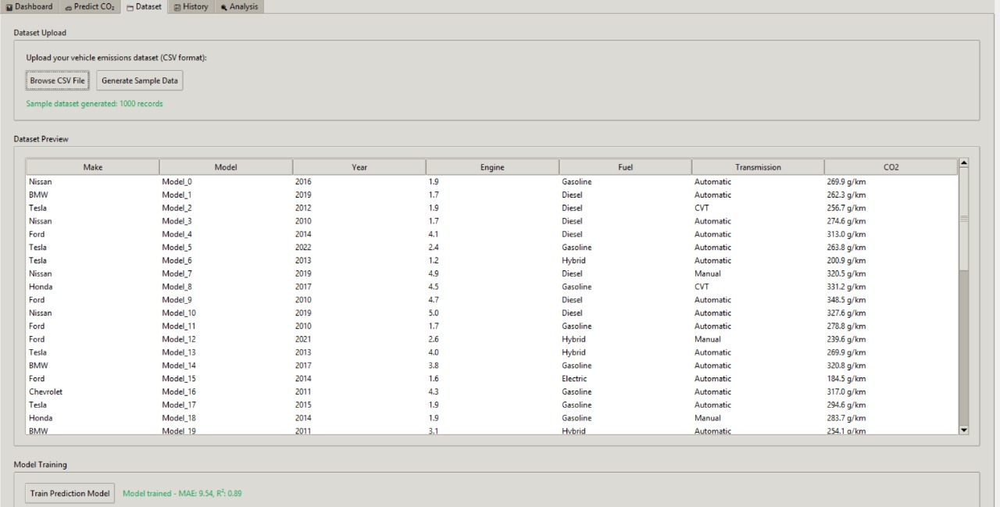 Dashboard Predict CO₂ Dataset History Analysis
Dataset Upload
Upload your vehicle emissions dataset (CSV format):
Browse CSV File Generate Sample Data
Sample dataset generated: 1000 records
Dataset Preview
Make Model Year Engine Fuel Transmission CO2
Nissan Model_0 2016 1.9 Gasoline Automatic 269.9 g/km
BMW Model_1 2019 1.7 Diesel Automatic 262.3 g/km
Tesla Model_2 2012 1.9 Diesel CVT 256.7 g/km
Nissan Model_3 2010 1.7 Diesel Automatic 274.6 g/km
Ford Model_4 2014 4.1 Diesel Automatic 313.0 g/km
Tesla Model_5 2022 2.4 Gasoline Automatic 263.8 g/km
Tesla Model_6 2013 1.2 Hybrid Automatic 200.9 g/km
Nissan Model_7 2019 4.9 Diesel Manual 320.5 g/km
Honda Model_8 2017 4.5 Gasoline CVT 331.2 g/km
Ford Model_9 2010 4.7 Diesel Automatic 348.5 g/km
Nissan Model_10 2019 5.0 Diesel Automatic 327.6 g/km
Ford Model_11 2010 1.7 Gasoline Automatic 278.8 g/km
Ford Model_12 2021 2.6 Hybrid Manual 239.6 g/km
Tesla Model_13 2013 4.0 Hybrid Automatic 269.9 g/km
BMW Model_14 2017 3.8 Gasoline Automatic 320.8 g/km
Ford Model_15 2014 1.6 Electric Automatic 184.5 g/km
Chevrolet Model_16 2011 4.3 Gasoline Automatic 317.0 g/km
Tesla Model_17 2015 1.9 Gasoline Automatic 294.6 g/km
Honda Model_18 2014 1.9 Gasoline Manual 283.7 g/km
BMW Model_19 2011 3.1 Hybrid Automatic 254.1 g/km
Model Training
Train Prediction Model Model trained - MAE: 9.54, R²: 0.89